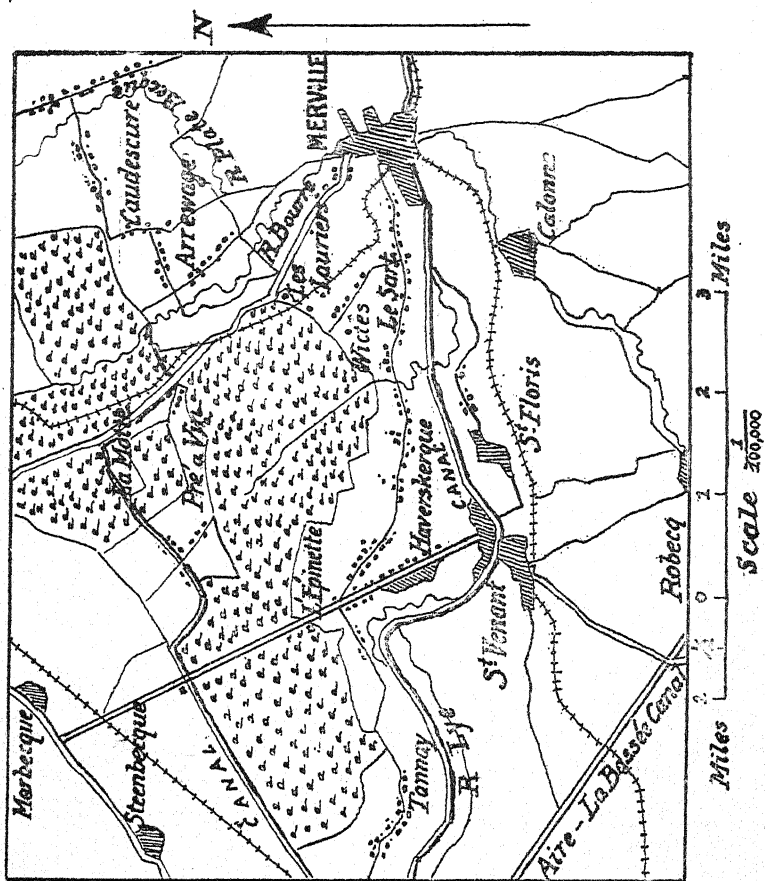 N
MERVILLE
Caudescure
R Plate Becque
Arrewage
R Bourre
Les Lauriers
Calonne
Le Sart
Wicies
La Motte
Pré à Vin
St Floris
Haverskerque
CANAL
L'Epinette
St Venant
Robecq
Morbecque
Steenbecque
CANAL
Tannay
R Lys
Aire-La Bassée Canal
Miles 1 ½ 0 1 2 3 Miles
Scale 1/200,000